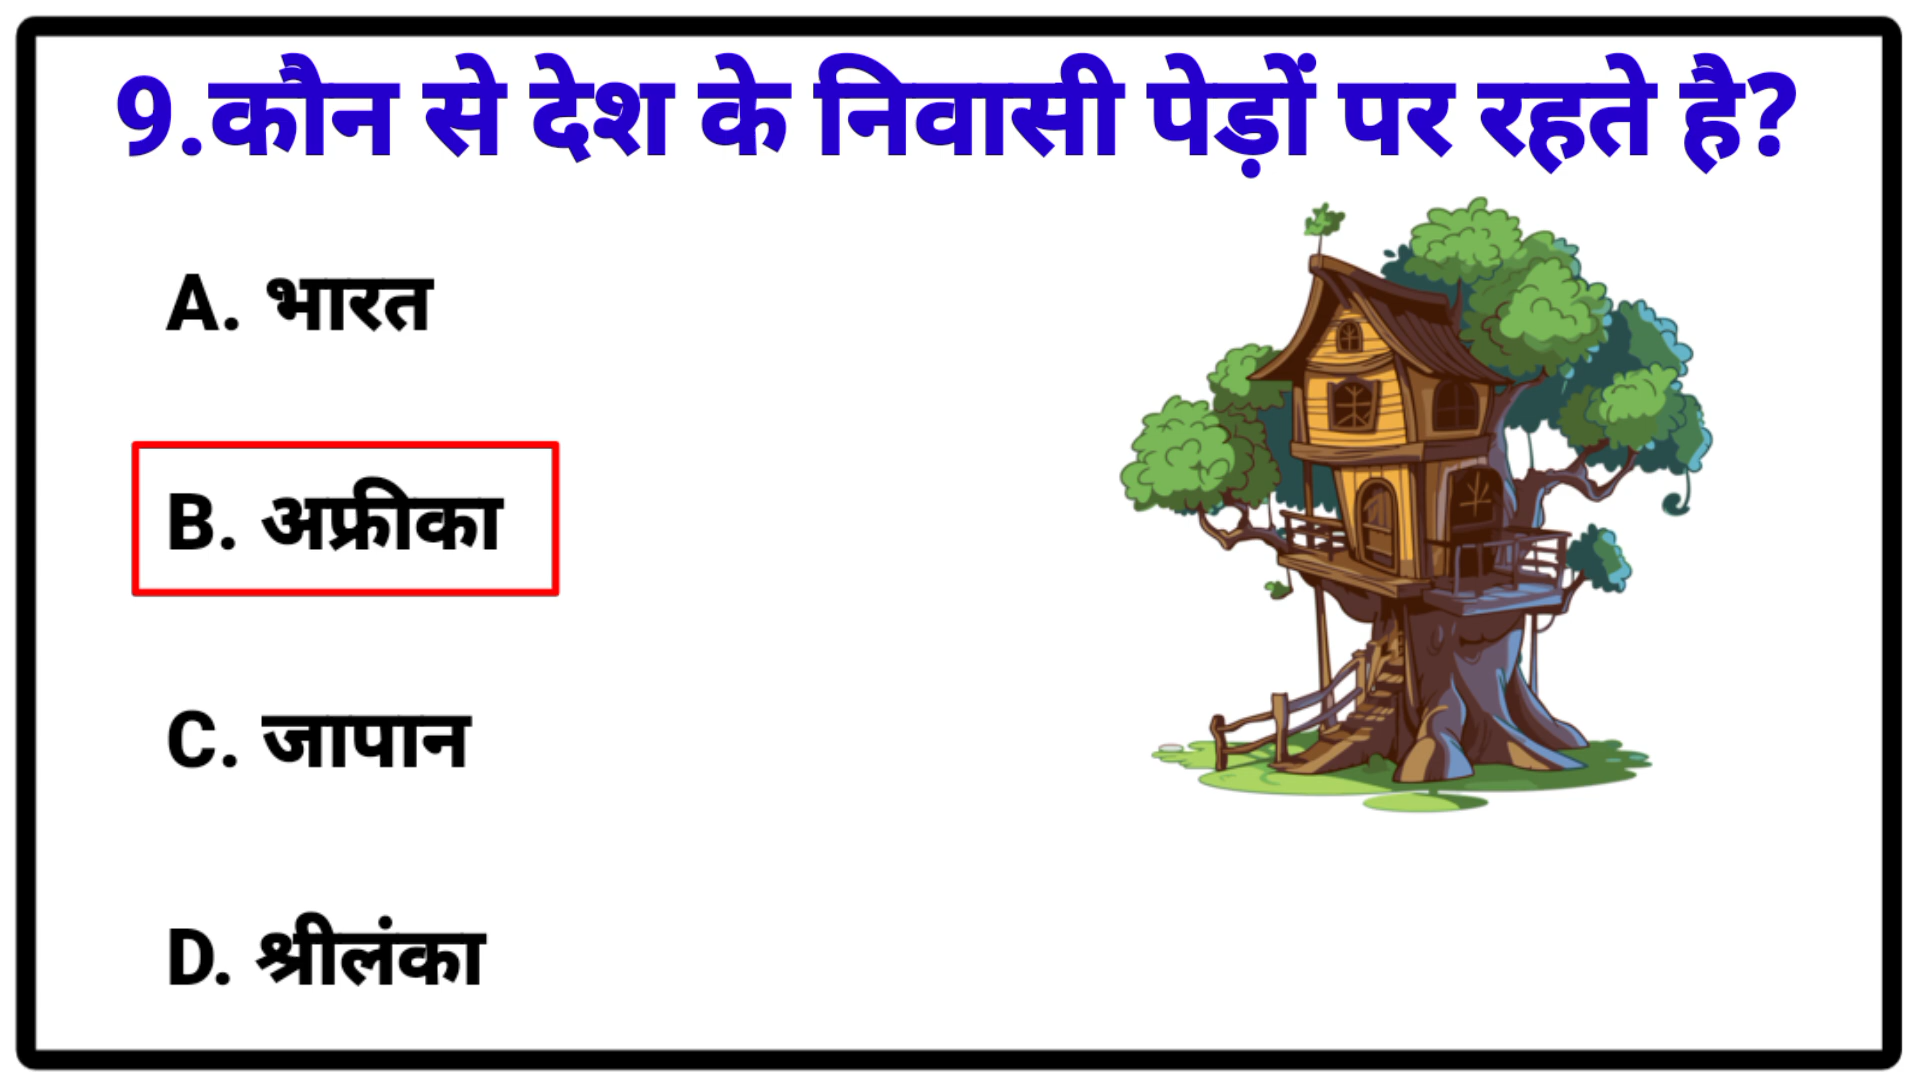 9.कौन से देश के निवासी पेड़ों पर रहते है?
A. भारत
B. अफ्रीका
C. जापान
D. श्रीलंका